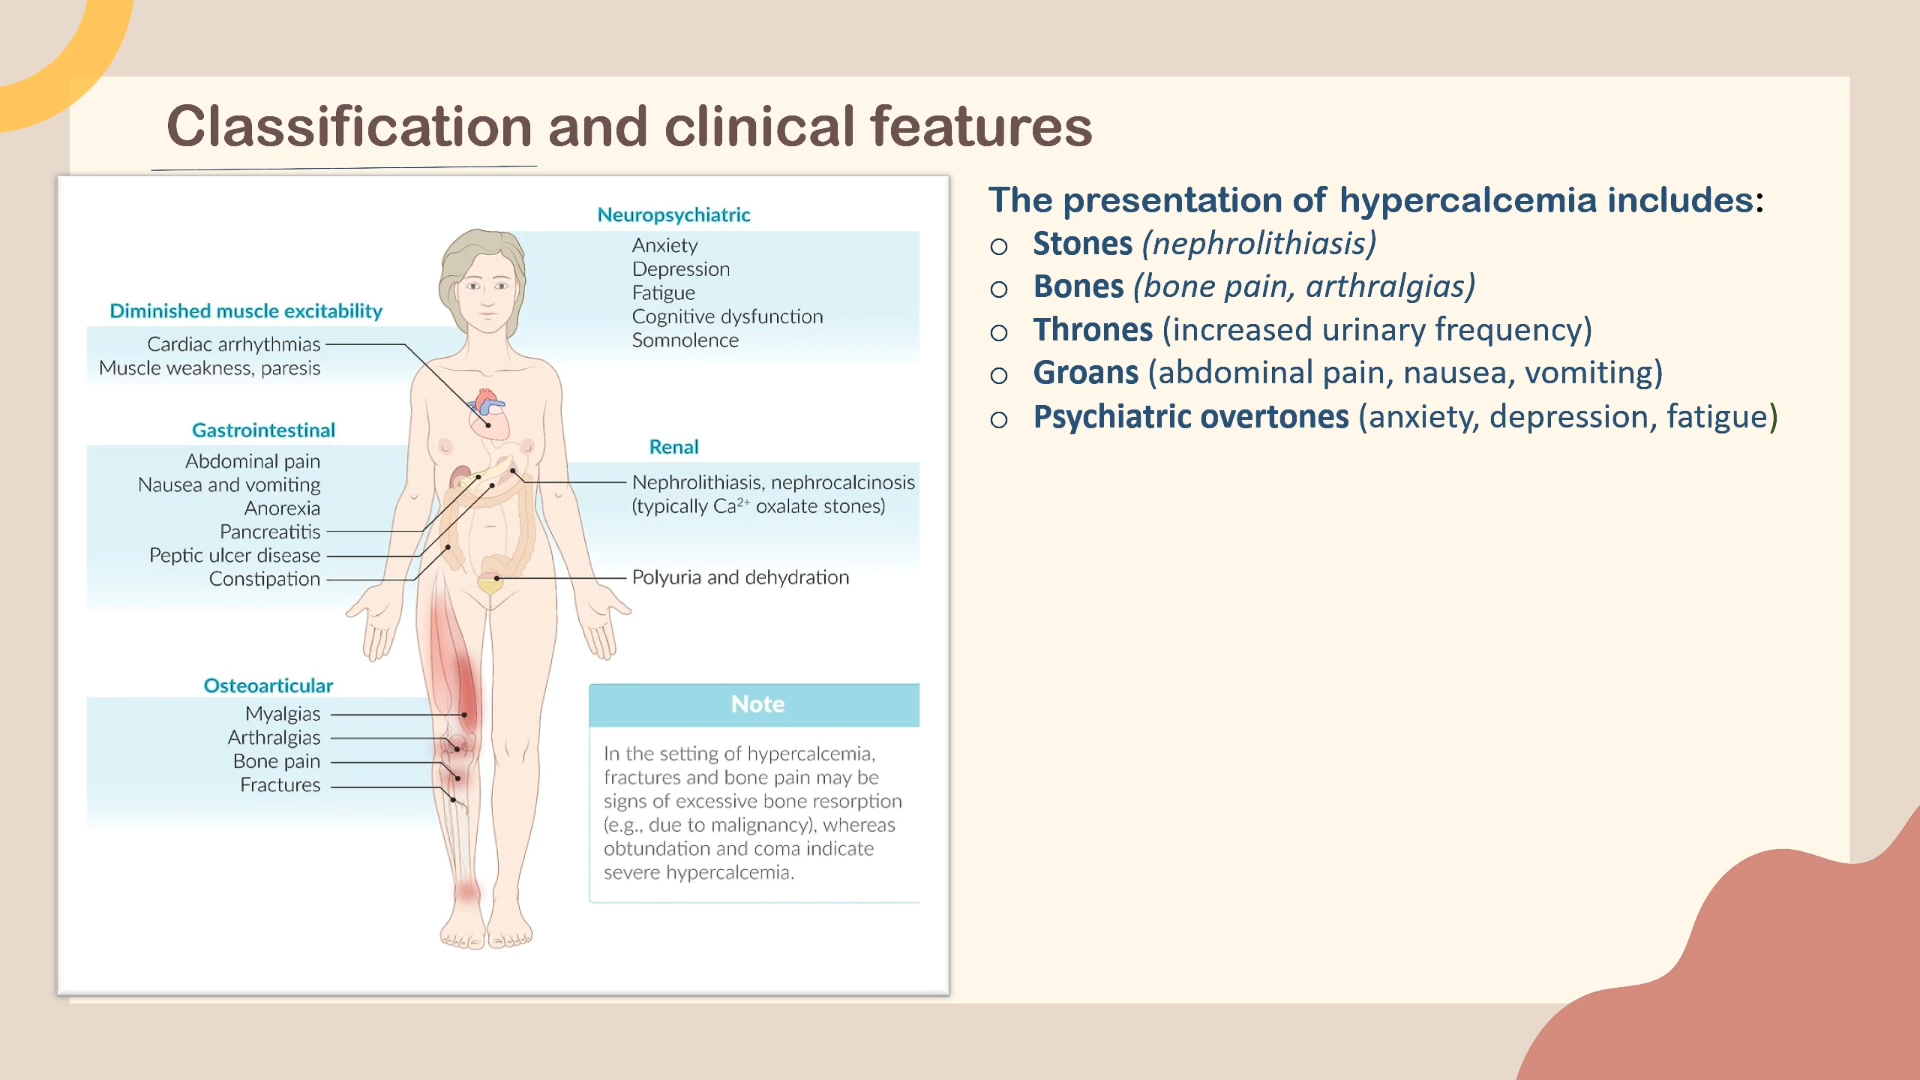 Classification and clinical features
Neuropsychiatric
Anxiety
Depression
Fatigue
Cognitive dysfunction
Somnolence
Diminished muscle excitability
Cardiac arrhythmias
Muscle weakness, paresis
Gastrointestinal
Abdominal pain
Nausea and vomiting
Anorexia
Pancreatitis
Peptic ulcer disease
Constipation
Renal
Nephrolithiasis, nephrocalcinosis
(typically Ca²⁺ oxalate stones)
Polyuria and dehydration
Osteoarticular
Myalgias
Arthralgias
Bone pain
Fractures
Note
In the setting of hypercalcemia,
fractures and bone pain may be
signs of excessive bone resorption
(e.g., due to malignancy), whereas
obtundation and coma indicate
severe hypercalcemia.
The presentation of hypercalcemia includes:
o Stones (nephrolithiasis)
o Bones (bone pain, arthralgias)
o Thrones (increased urinary frequency)
o Groans (abdominal pain, nausea, vomiting)
o Psychiatric overtones (anxiety, depression, fatigue)